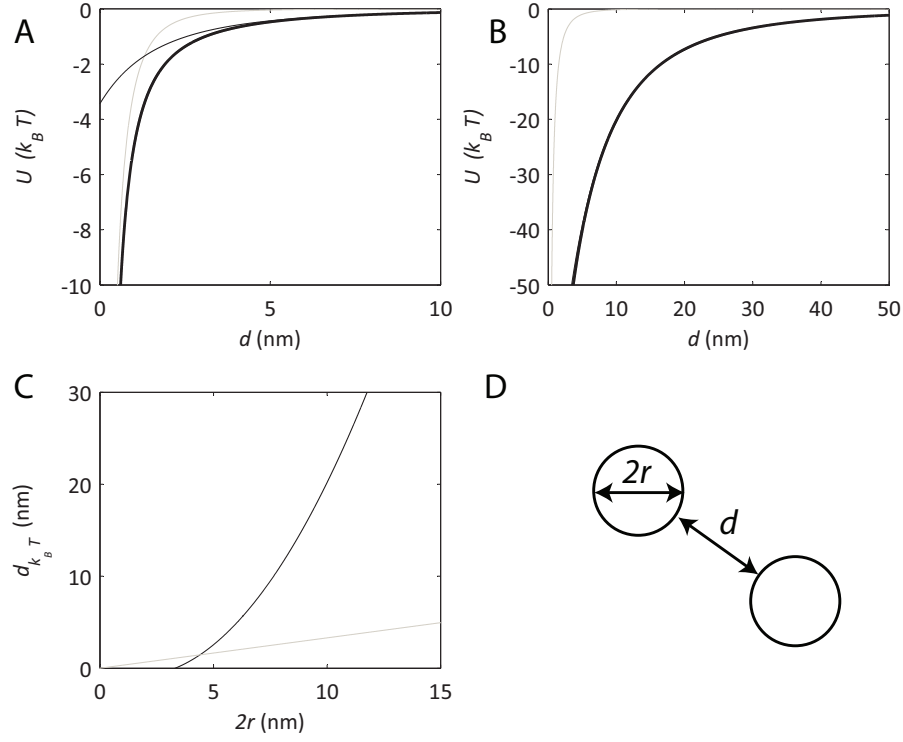 A
0
-2
-4
-6
-8
-10
U (k_B T)
0 5 10
d (nm)
B
0
-10
-20
-30
-40
-50
U (k_B T)
0 10 20 30 40 50
d (nm)
C
30
20
10
0
d_{k_B T} (nm)
0 5 10 15
2r (nm)
D
2r
d